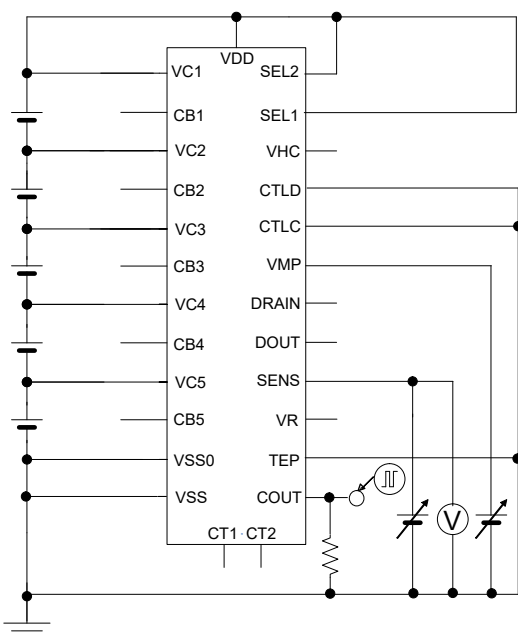 VDD
VC1
SEL2
CB1
SEL1
VC2
VHC
CB2
CTLD
VC3
CTLC
CB3
VMP
VC4
DRAIN
CB4
DOUT
VC5
SENS
CB5
VR
VSS0
TEP
VSS
COUT
V
CT1 CT2